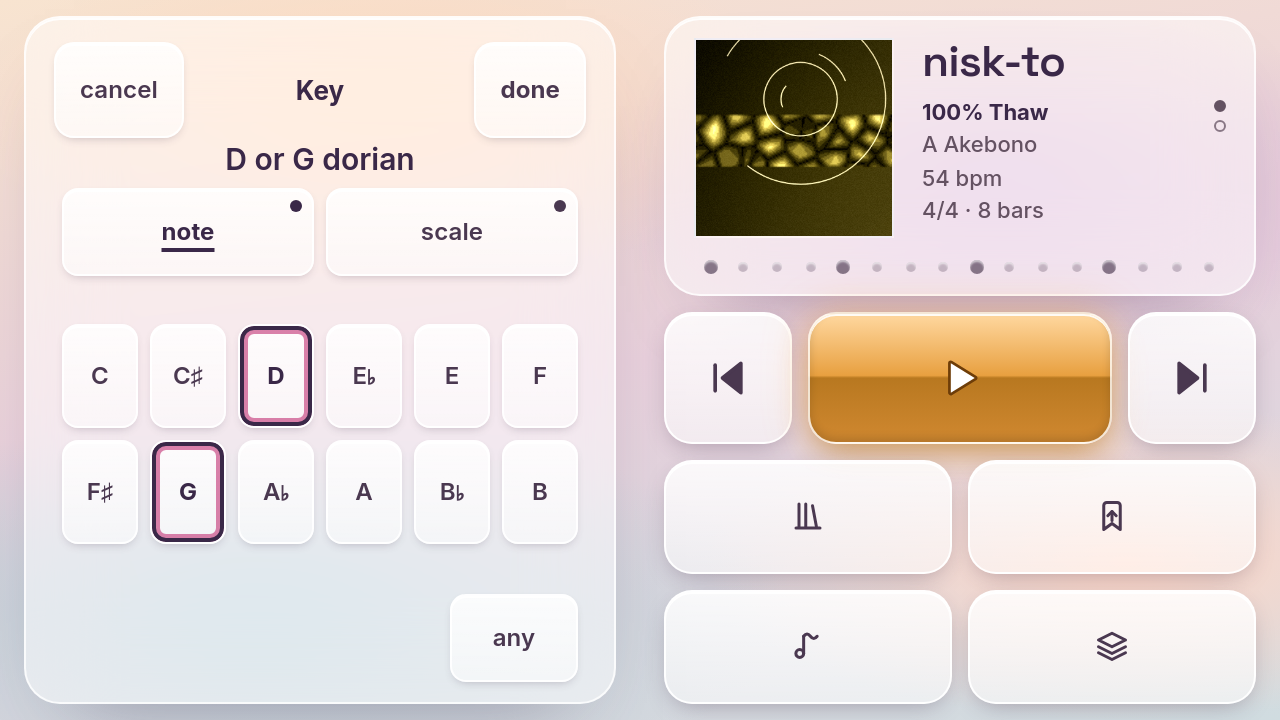 cancel
Key
done
D or G dorian
note
scale
C
C♯
D
E♭
E
F
F♯
G
A♭
A
B♭
B
any
nisk-to
100% Thaw
A Akebono
54 bpm
4/4 · 8 bars